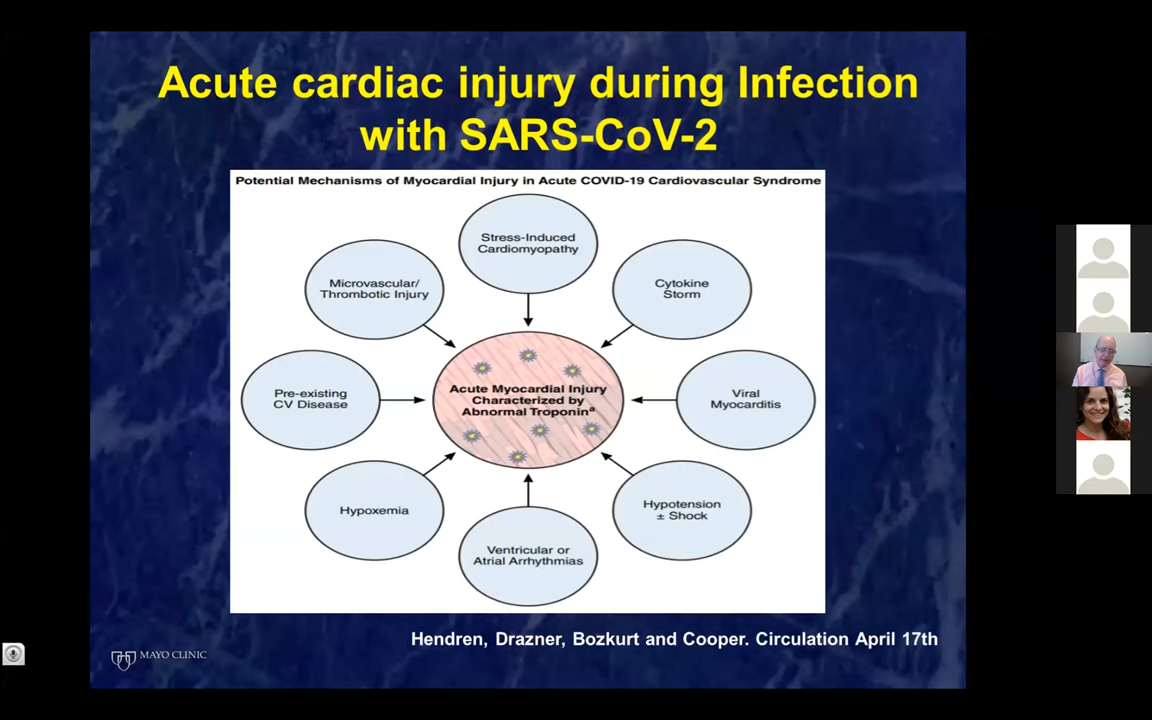 Acute cardiac injury during Infection
with SARS-CoV-2
Potential Mechanisms of Myocardial Injury in Acute COVID-19 Cardiovascular Syndrome
Stress-Induced
Cardiomyopathy
Microvascular/
Thrombotic Injury
Cytokine
Storm
Pre-existing
CV Disease
Acute Myocardial Injury
Characterized by
Abnormal Troponinª
Viral
Myocarditis
Hypoxemia
Hypotension
± Shock
Ventricular or
Atrial Arrhythmias
Hendren, Drazner, Bozkurt and Cooper. Circulation April 17th
MAYO CLINIC